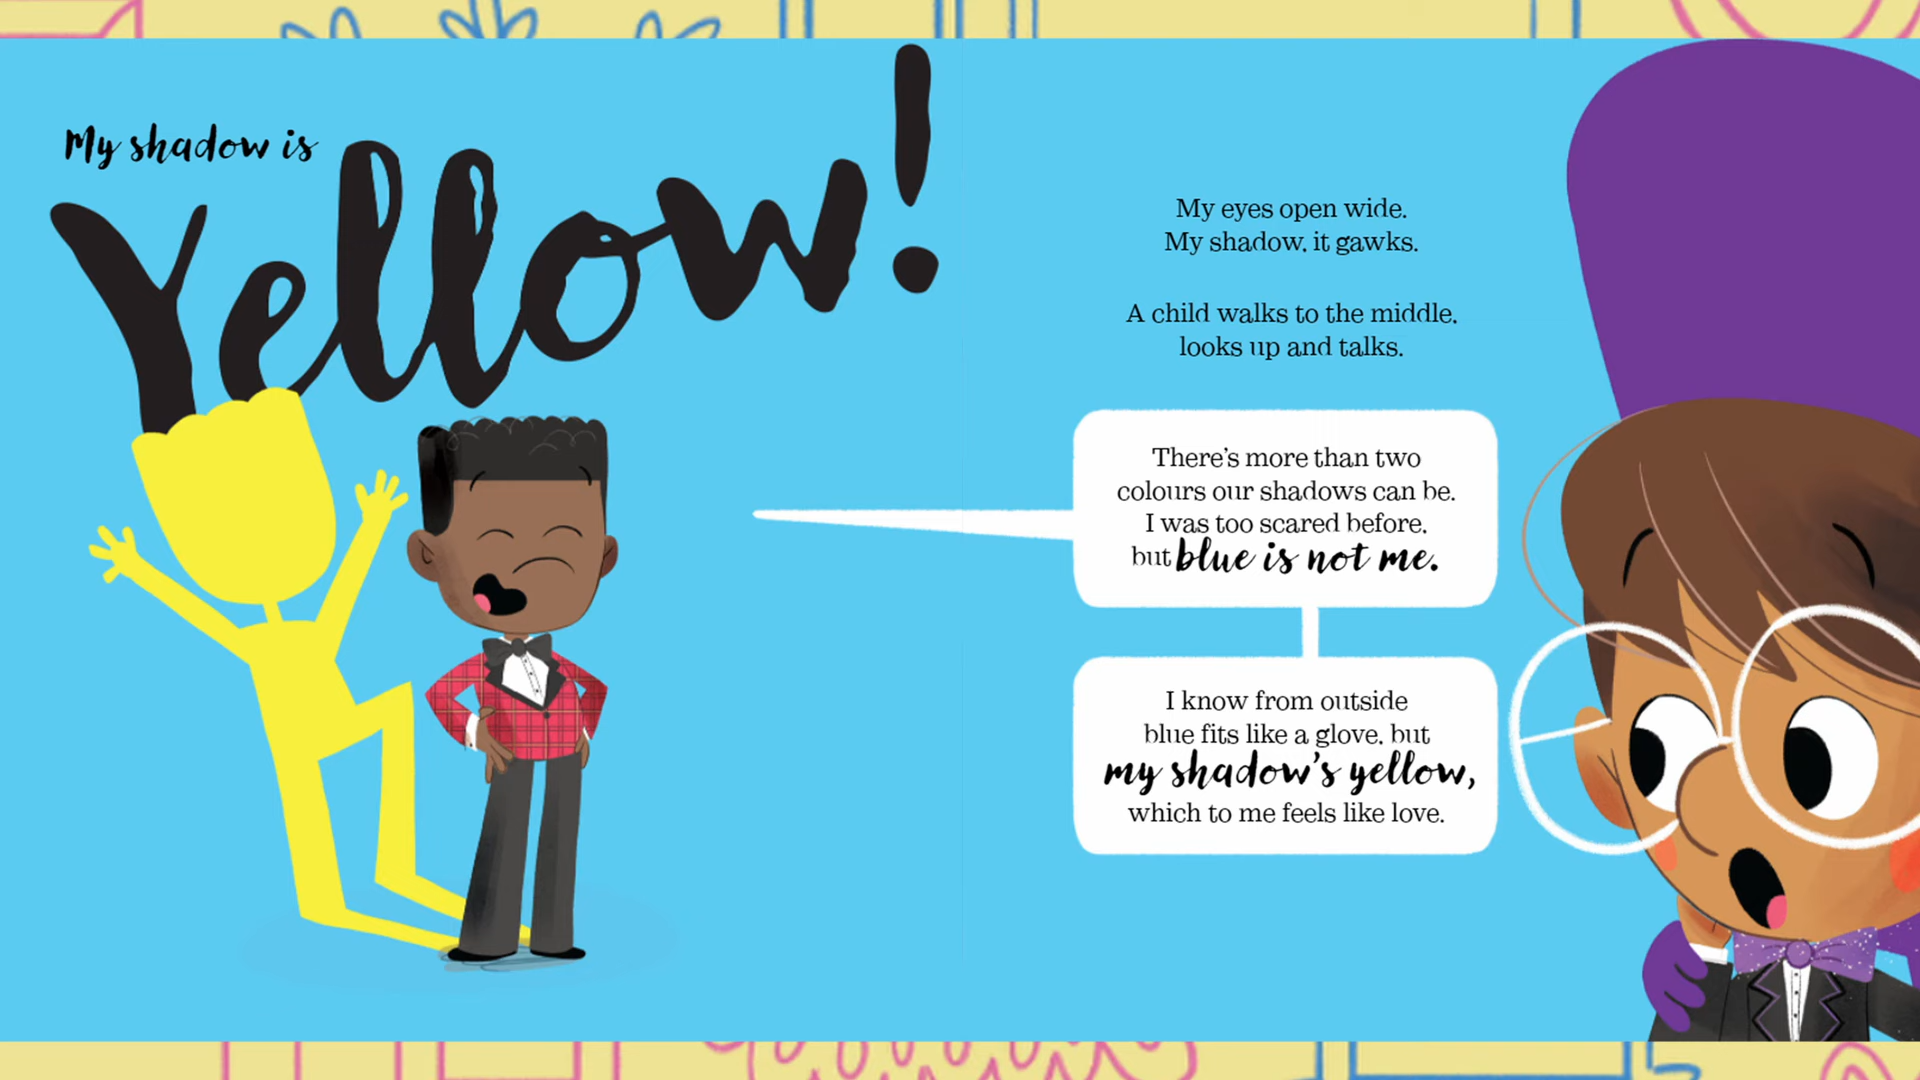 My shadow is
Yellow!
My eyes open wide.
My shadow, it gawks.
A child walks to the middle,
looks up and talks.
There's more than two
colours our shadows can be.
I was too scared before,
but blue is not me.
I know from outside
blue fits like a glove, but
my shadow's yellow,
which to me feels like love.